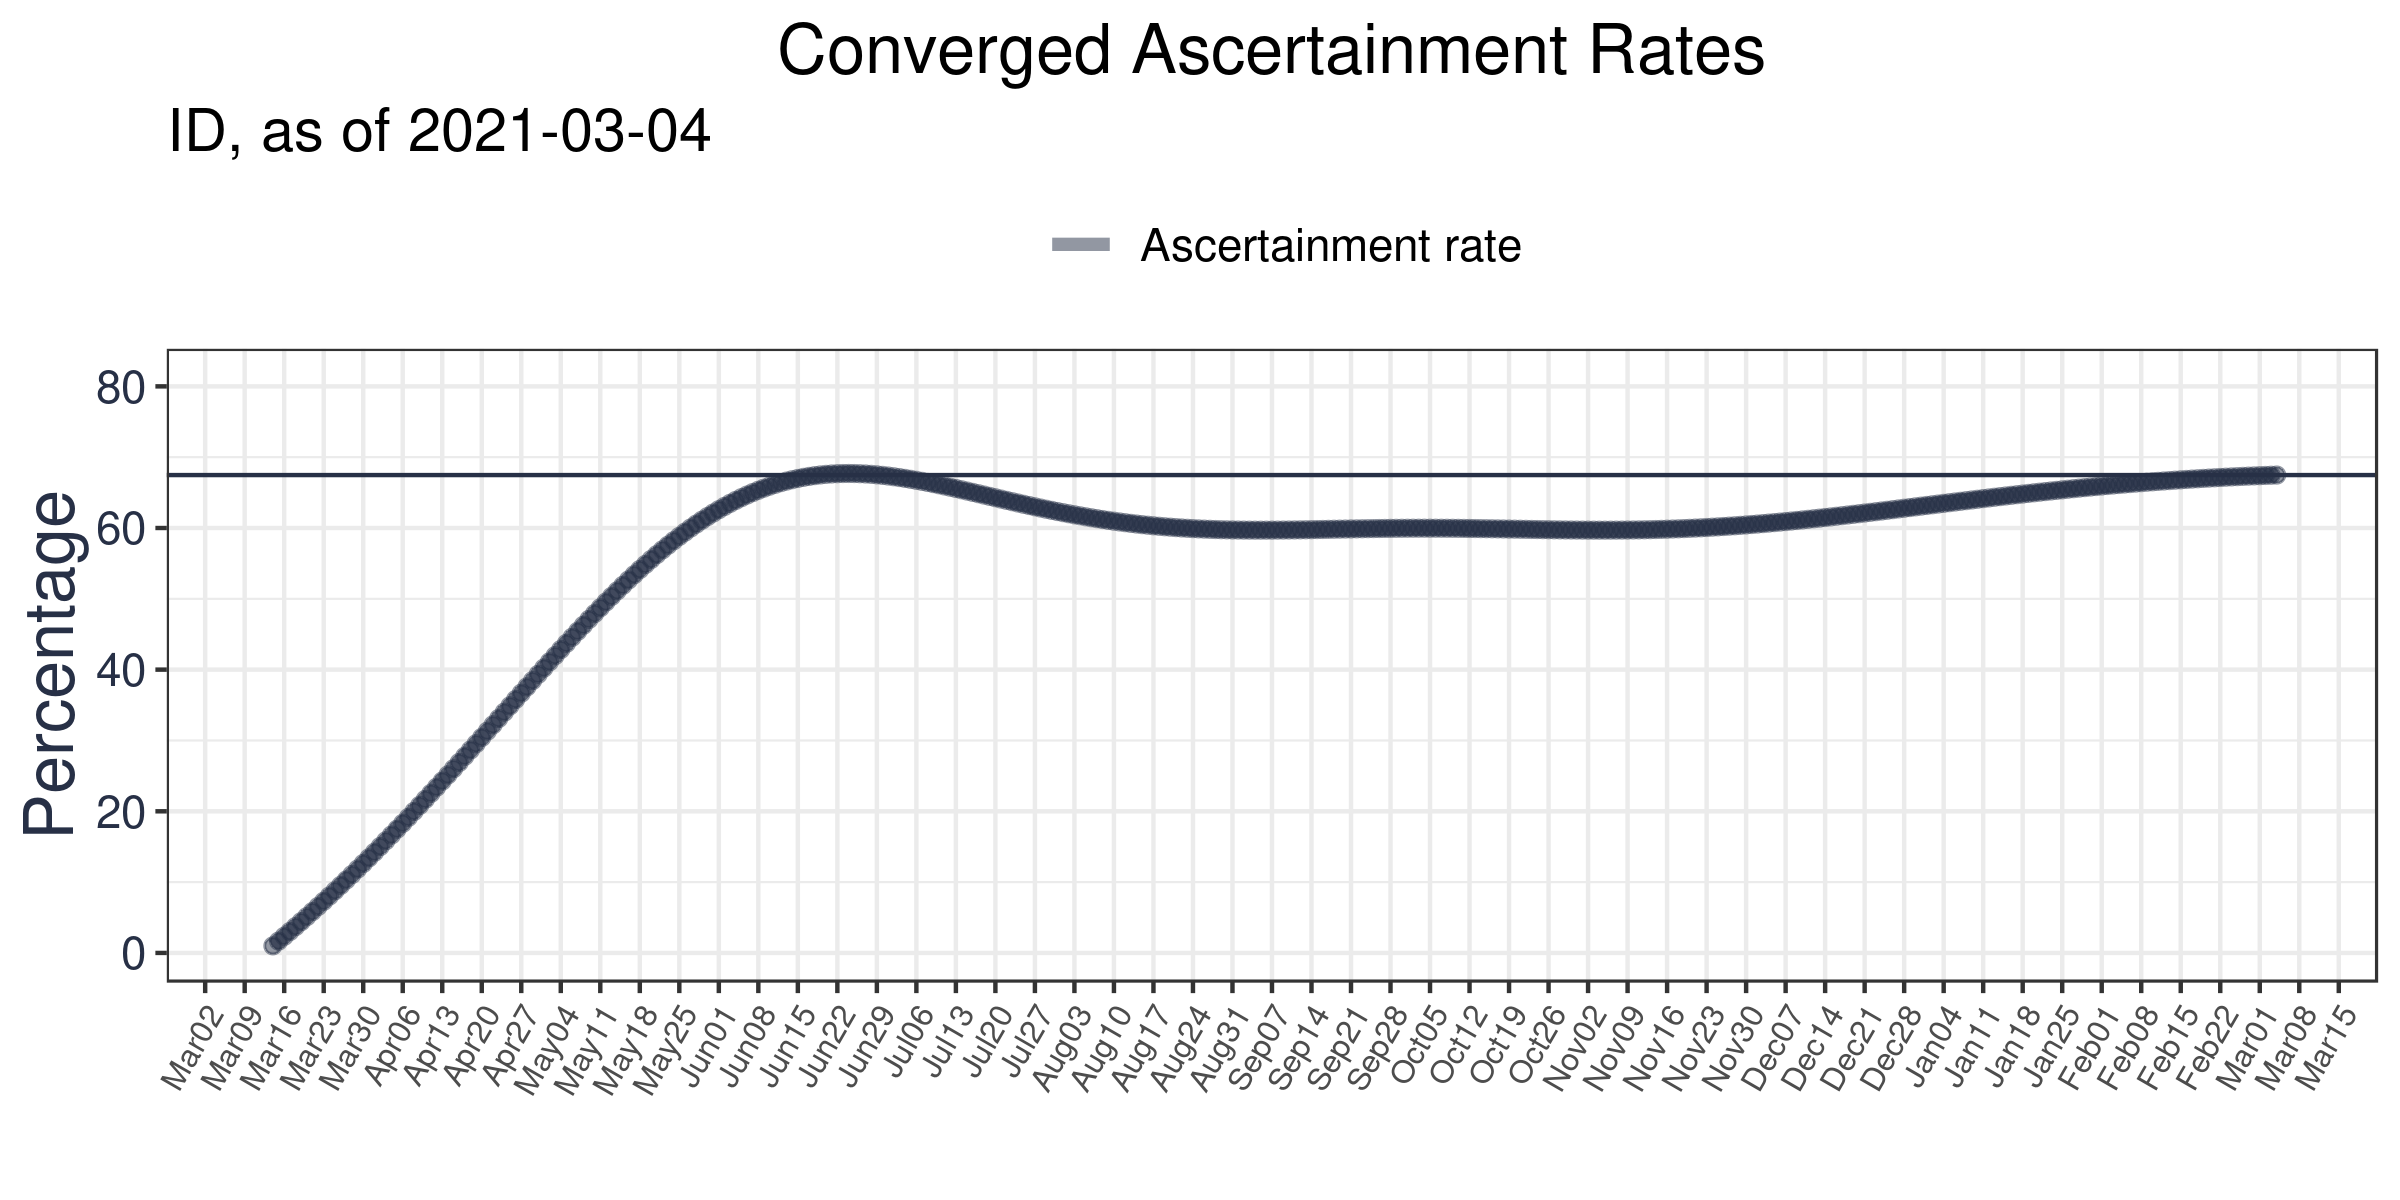 Converged Ascertainment Rates
ID, as of 2021-03-04
Ascertainment rate
Percentage
80
60
40
20
0
Mar02 Mar09 Mar16 Mar23 Mar30 Apr06 Apr13 Apr20 Apr27 May04 May11 May18 May25 Jun01 Jun08 Jun15 Jun22 Jun29 Jul06 Jul13 Jul20 Jul27 Aug03 Aug10 Aug17 Aug24 Aug31 Sep07 Sep14 Sep21 Sep28 Oct05 Oct12 Oct19 Oct26 Nov02 Nov09 Nov16 Nov23 Nov30 Dec07 Dec14 Dec21 Dec28 Jan04 Jan11 Jan18 Jan25 Feb01 Feb08 Feb15 Feb22 Mar01 Mar08 Mar15